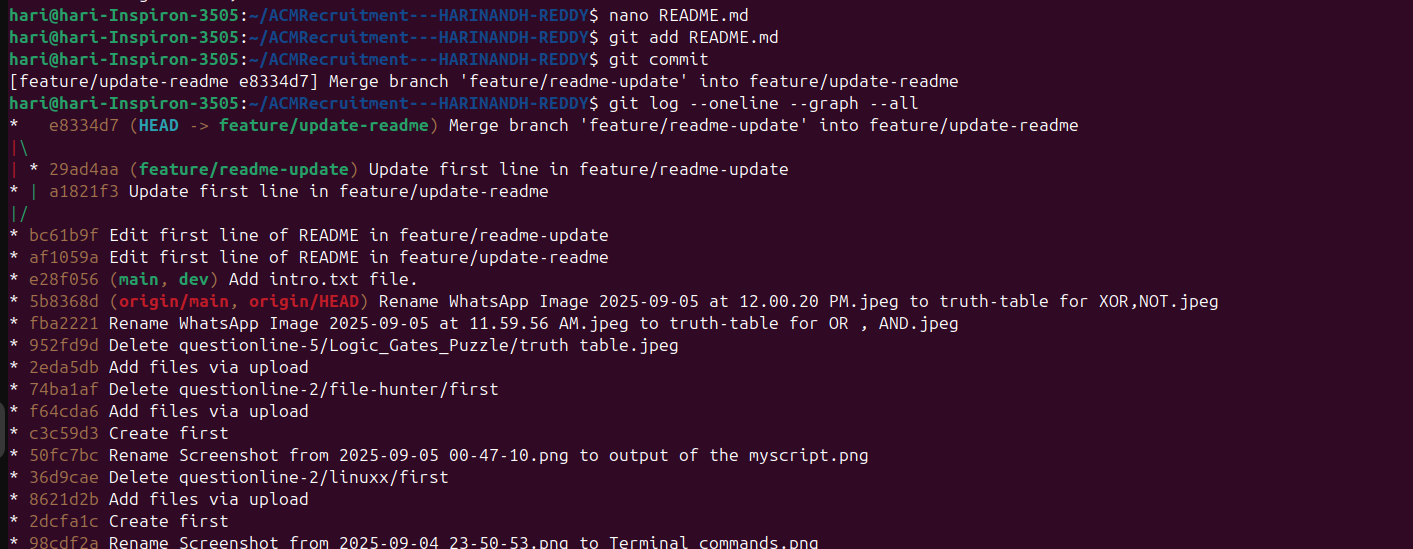 hari@hari-Inspiron-3505:~/ACMRecruitment---HARINANDH-REDDY$ nano README.md
hari@hari-Inspiron-3505:~/ACMRecruitment---HARINANDH-REDDY$ git add README.md
hari@hari-Inspiron-3505:~/ACMRecruitment---HARINANDH-REDDY$ git commit
[feature/update-readme e8334d7] Merge branch 'feature/readme-update' into feature/update-readme
hari@hari-Inspiron-3505:~/ACMRecruitment---HARINANDH-REDDY$ git log --oneline --graph --all
*   e8334d7 (HEAD -> feature/update-readme) Merge branch 'feature/readme-update' into feature/update-readme
|\
| * 29ad4aa (feature/readme-update) Update first line in feature/readme-update
* | a1821f3 Update first line in feature/update-readme
|/
* bc61b9f Edit first line of README in feature/readme-update
* af1059a Edit first line of README in feature/update-readme
* e28f056 (main, dev) Add intro.txt file.
* 5b8368d (origin/main, origin/HEAD) Rename WhatsApp Image 2025-09-05 at 12.00.20 PM.jpeg to truth-table for XOR,NOT.jpeg
* fba2221 Rename WhatsApp Image 2025-09-05 at 11.59.56 AM.jpeg to truth-table for OR , AND.jpeg
* 952fd9d Delete questionline-5/Logic_Gates_Puzzle/truth table.jpeg
* 2eda5db Add files via upload
* 74ba1af Delete questionline-2/file-hunter/first
* f64cda6 Add files via upload
* c3c59d3 Create first
* 50fc7bc Rename Screenshot from 2025-09-05 00-47-10.png to output of the myscript.png
* 36d9cae Delete questionline-2/linuxx/first
* 8621d2b Add files via upload
* 2dcfa1c Create first
* 98cdf2a Rename Screenshot from 2025-09-04 23-50-53.png to Terminal commands.png